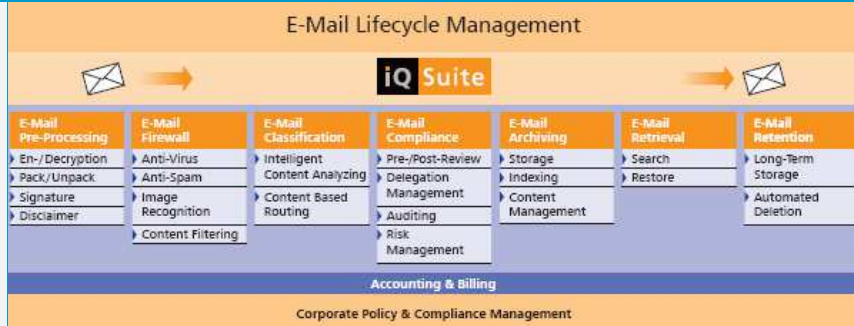 E-Mail Lifecycle Management
iQ Suite
E-Mail
Pre-Processing
En-/Decryption
Pack/Unpack
Signature
Disclaimer
E-Mail
Firewall
Anti-Virus
Anti-Spam
Image
Recognition
Content Filtering
E-Mail
Classification
Intelligent
Content Analyzing
Content Based
Routing
E-Mail
Compliance
Pre-/Post-Review
Delegation
Management
Auditing
Risk
Management
E-Mail
Archiving
Storage
Indexing
Content
Management
E-Mail
Retrieval
Search
Restore
E-Mail
Retention
Long-Term
Storage
Automated
Deletion
Accounting & Billing
Corporate Policy & Compliance Management